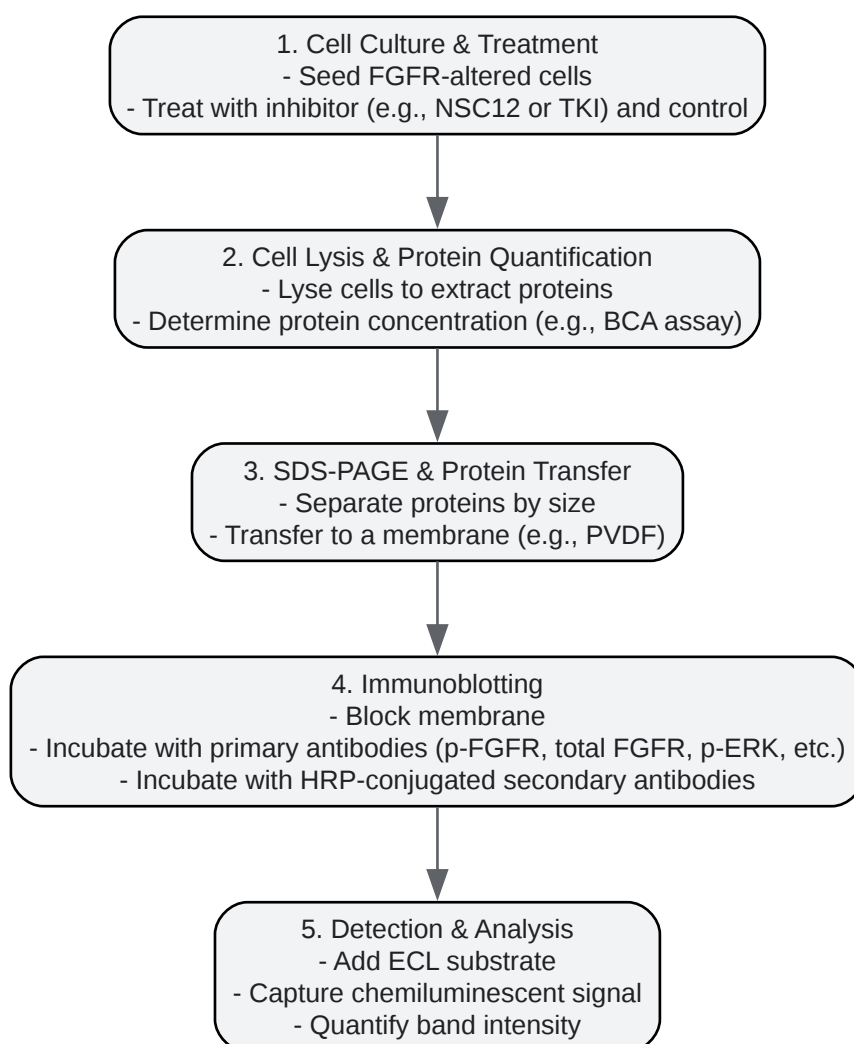 1. Cell Culture & Treatment
- Seed FGFR-altered cells
- Treat with inhibitor (e.g., NSC12 or TKI) and control
2. Cell Lysis & Protein Quantification
- Lyse cells to extract proteins
- Determine protein concentration (e.g., BCA assay)
3. SDS-PAGE & Protein Transfer
- Separate proteins by size
- Transfer to a membrane (e.g., PVDF)
4. Immunoblotting
- Block membrane
- Incubate with primary antibodies (p-FGFR, total FGFR, p-ERK, etc.)
- Incubate with HRP-conjugated secondary antibodies
5. Detection & Analysis
- Add ECL substrate
- Capture chemiluminescent signal
- Quantify band intensity